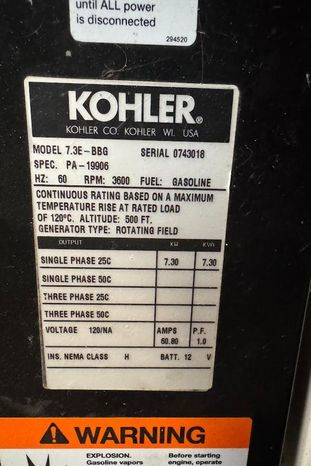 until ALL power
is disconnected
294520
KOHLER®
KOHLER CO. KOHLER WI. USA
MODEL 7.3E-BBG SERIAL 0743018
SPEC. PA-19906
HZ: 60 RPM: 3600 FUEL: GASOLINE
CONTINUOUS RATING BASED ON A MAXIMUM
TEMPERATURE RISE AT RATED LOAD
OF 120°C. ALTITUDE: 500 FT.
GENERATOR TYPE: ROTATING FIELD
OUTPUT KW KVA
SINGLE PHASE 25C 7.30 7.30
SINGLE PHASE 50C
THREE PHASE 25C
THREE PHASE 50C
VOLTAGE 120/NA AMPS P.F.
60.80 1.0
INS. NEMA CLASS H BATT. 12 V
WARNING
EXPLOSION. Before starting
Gasoline vapors engine, operate